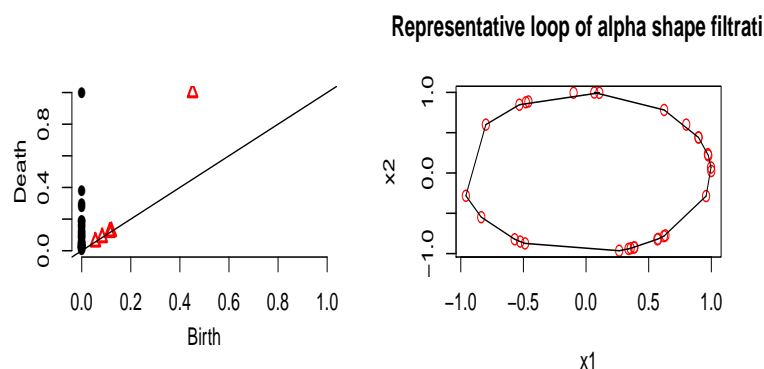 Representative loop of alpha shape filtrati
Death
0.0 0.4 0.8
0.0 0.2 0.4 0.6 0.8 1.0
Birth
x2
−1.0 0.0 1.0
−1.0 −0.5 0.0 0.5 1.0
x1